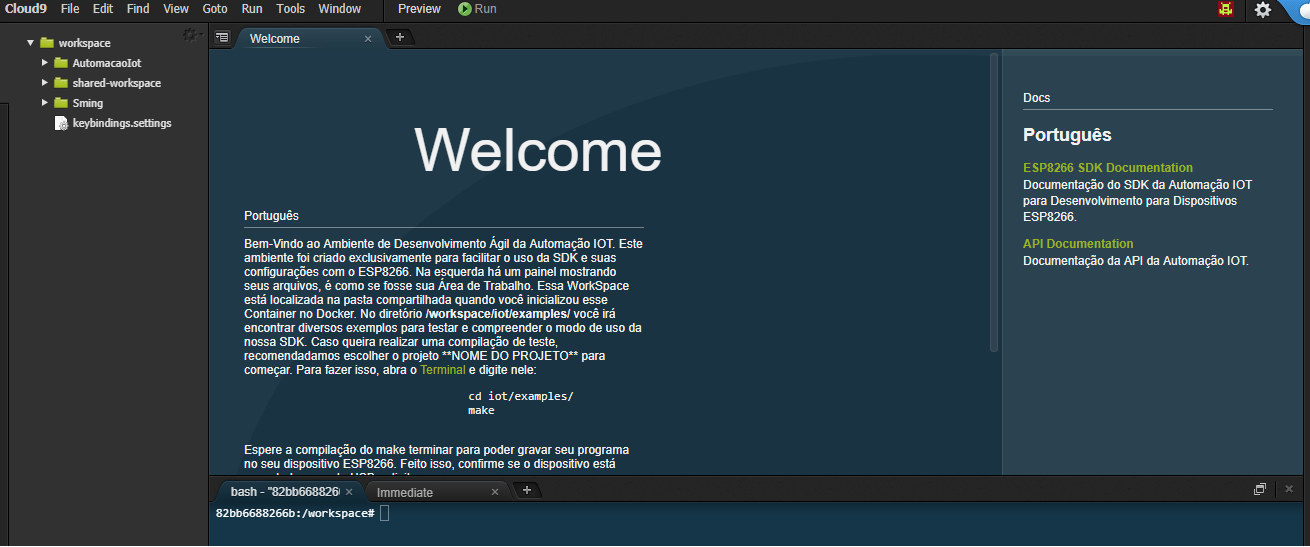 Cloud9 File Edit Find View Goto Run Tools Window Preview Run
workspace
AutomacaoIot
shared-workspace
Sming
keybindings.settings
Welcome
Welcome
Português
Bem-Vindo ao Ambiente de Desenvolvimento Ágil da Automação IOT. Este
ambiente foi criado exclusivamente para facilitar o uso da SDK e suas
configurações com o ESP8266. Na esquerda há um painel mostrando
seus arquivos, é como se fosse sua Área de Trabalho. Essa WorkSpace
está localizada na pasta compartilhada quando você inicializou esse
Container no Docker. No diretório /workspace/iot/examples/ você irá
encontrar diversos exemplos para testar e compreender o modo de uso da
nossa SDK. Caso queira realizar uma compilação de teste,
recomendadamos escolher o projeto **NOME DO PROJETO** para
começar. Para fazer isso, abra o Terminal e digite nele:
cd iot/examples/
make
Espere a compilação do make terminar para poder gravar seu programa
no seu dispositivo ESP8266. Feito isso, confirme se o dispositivo está
Docs
Português
ESP8266 SDK Documentation
Documentação do SDK da Automação IOT
para Desenvolvimento para Dispositivos
ESP8266.
API Documentation
Documentação da API da Automação IOT.
bash - "82bb6688266 Immediate
82bb6688266b:/workspace#